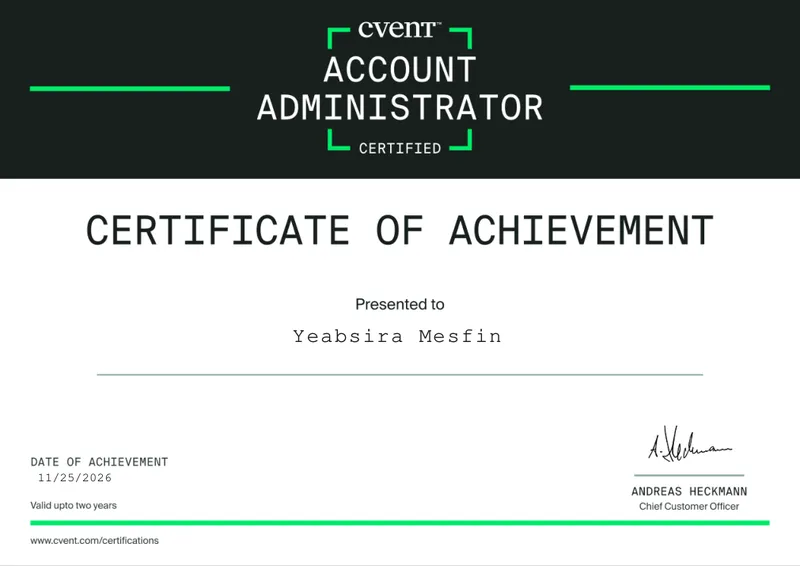 cvent™
ACCOUNT
ADMINISTRATOR
CERTIFIED
CERTIFICATE OF ACHIEVEMENT
Presented to
Yeabsira Mesfin
A. Heckmann
DATE OF ACHIEVEMENT
11/25/2026
ANDREAS HECKMANN
Valid upto two years
Chief Customer Officer
www.cvent.com/certifications